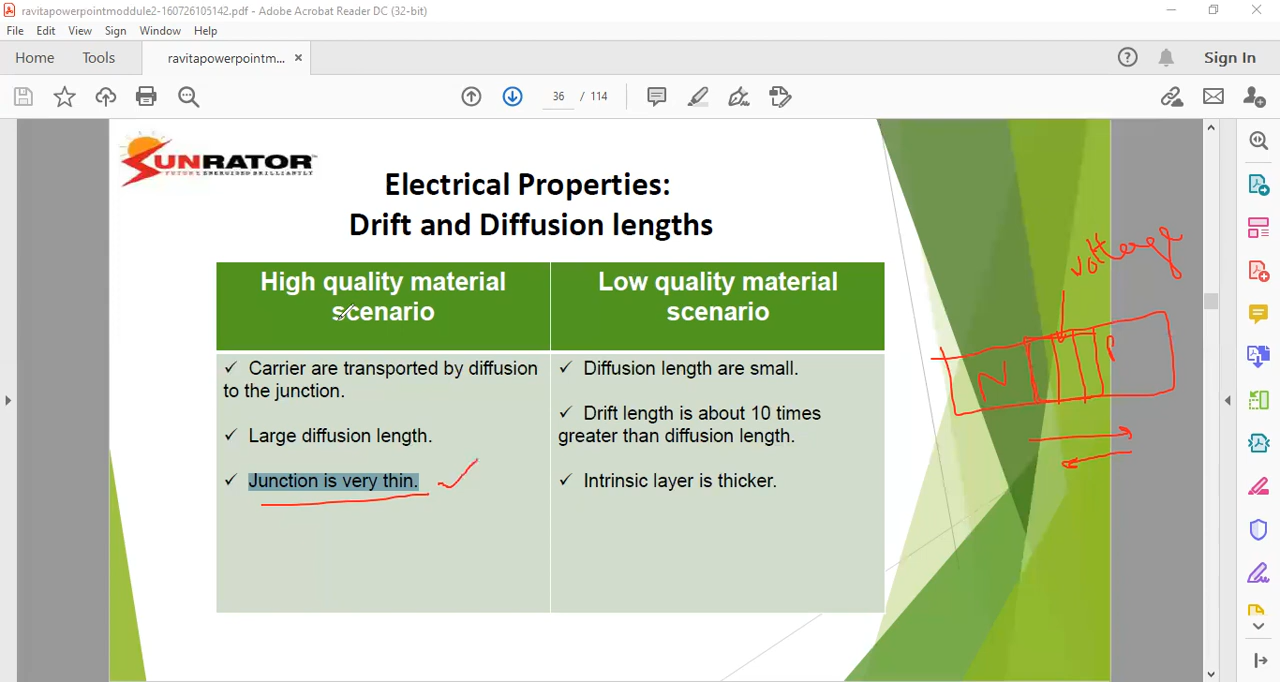 ravitapowerpointmoddule2-160726105142.pdf - Adobe Acrobat Reader DC (32-bit)
File Edit View Sign Window Help
Home Tools ravitapowerpointm... × Sign In
36 / 114
SUNRATOR
FUTURE ENERGISED BRILLIANTLY
Electrical Properties:
Drift and Diffusion lengths
High quality material
scenario
Low quality material
scenario
✓ Carrier are transported by diffusion
to the junction.
✓ Large diffusion length.
✓ Junction is very thin.
✓ Diffusion length are small.
✓ Drift length is about 10 times
greater than diffusion length.
✓ Intrinsic layer is thicker.
N
P